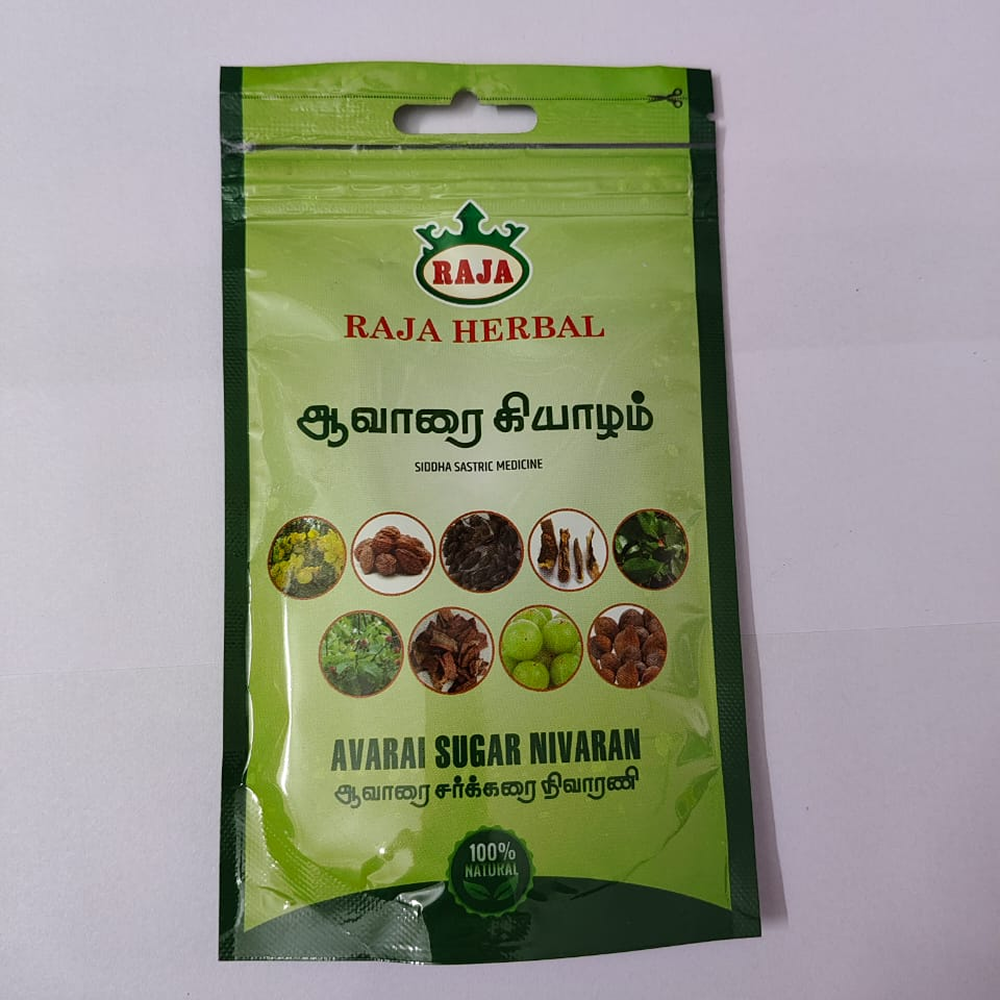 RAJA
RAJA HERBAL
ஆவாரை கியாழம்
SIDDHA SASTRIC MEDICINE
AVARAI SUGAR NIVARAN
ஆவாரை சர்க்கரை நிவாரணி
100%
NATURAL